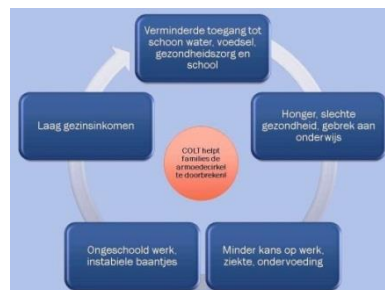 Verminderde toegang tot
schoon water, voedsel,
gezondheidszorg en
school
Honger, slechte
gezondheid, gebrek aan
onderwijs
Minder kans op werk,
ziekte, ondervoeding
Ongeschoold werk,
instabiele baantjes
Laag gezinsinkomen
COLT helpt
families de
armoedecirkel
te doorbreken!